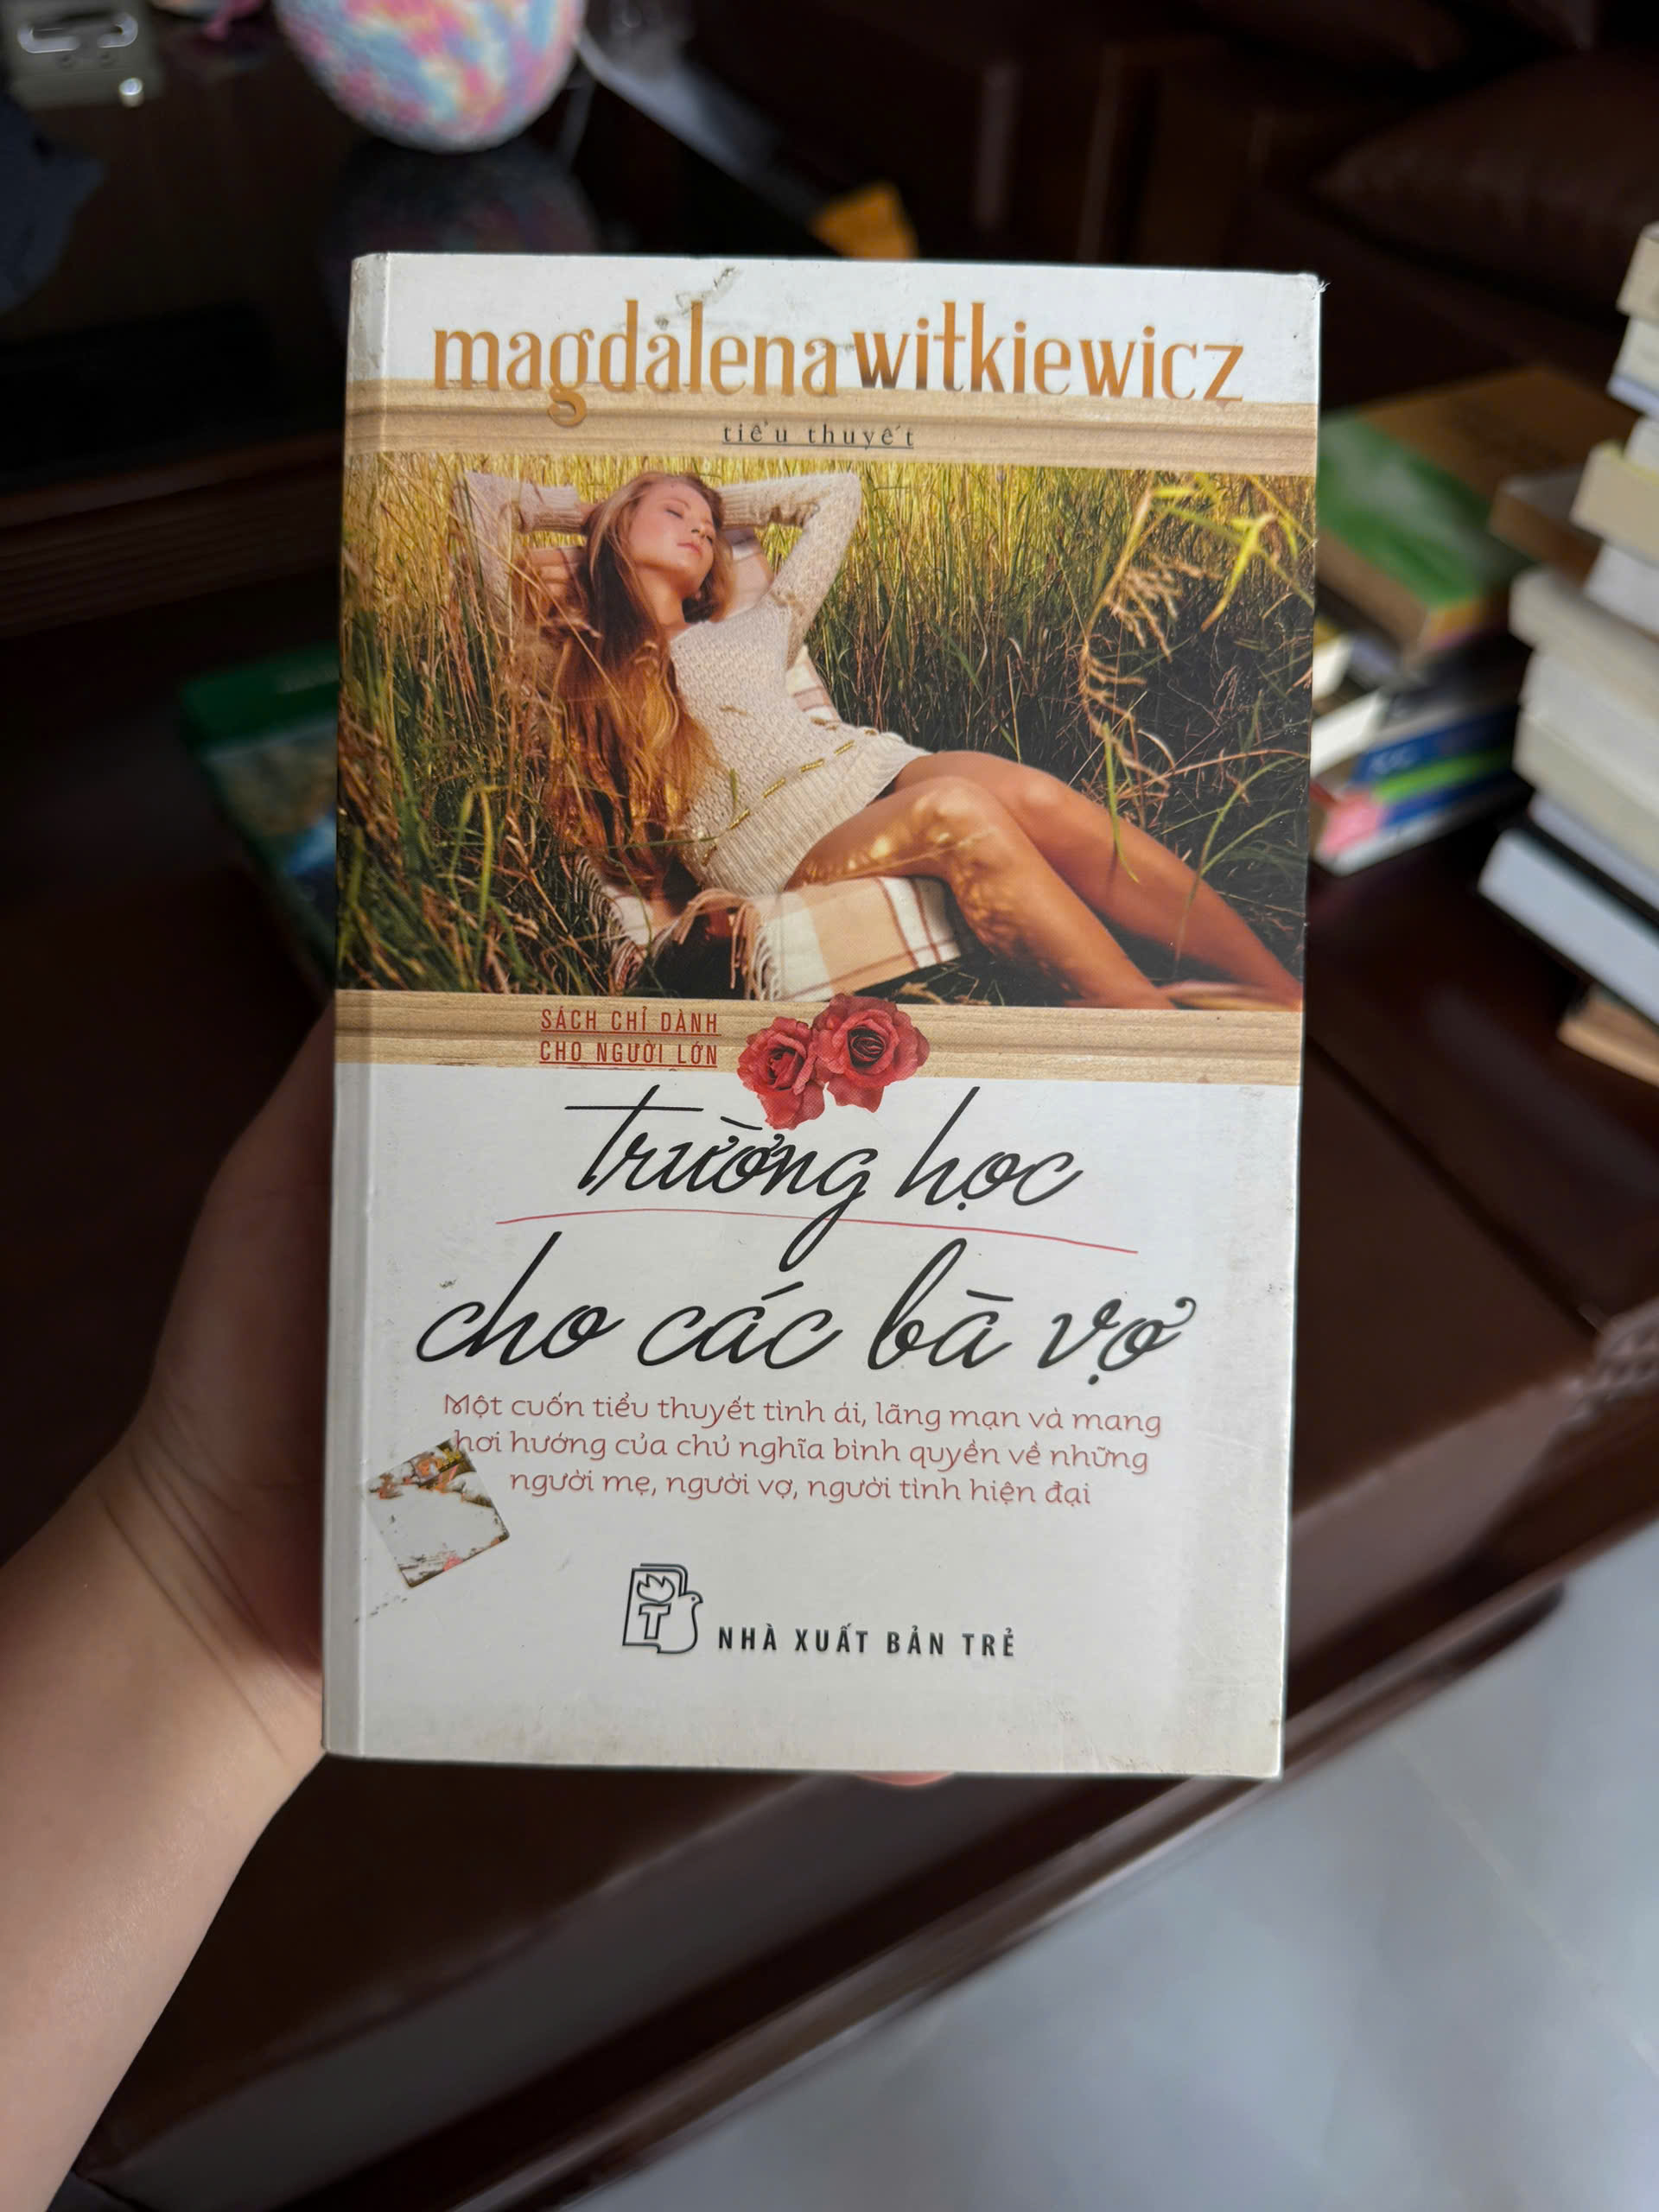 magdalena witkiewicz
tiểu thuyết
SÁCH CHỈ DÀNH
CHO NGƯỜI LỚN
trường học
cho các bà vợ
Một cuốn tiểu thuyết tình ái, lãng mạn và mang
hơi hướng của chủ nghĩa bình quyền về những
người mẹ, người vợ, người tình hiện đại
T
NHÀ XUẤT BẢN TRẺ